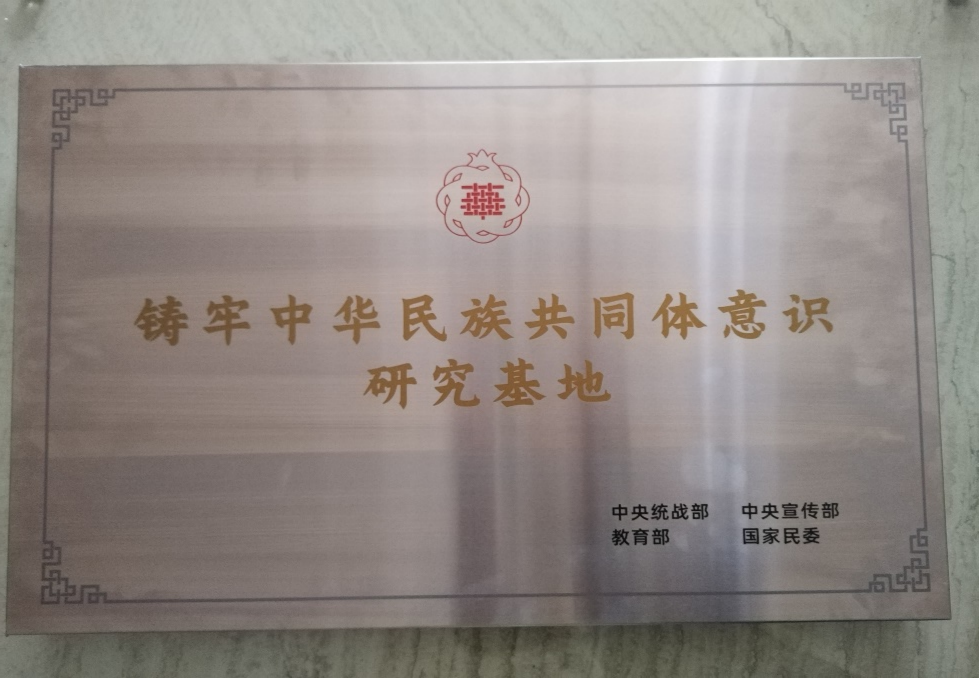 铸牢中华民族共同体意识
研究基地
中央统战部 中央宣传部
教育部 国家民委